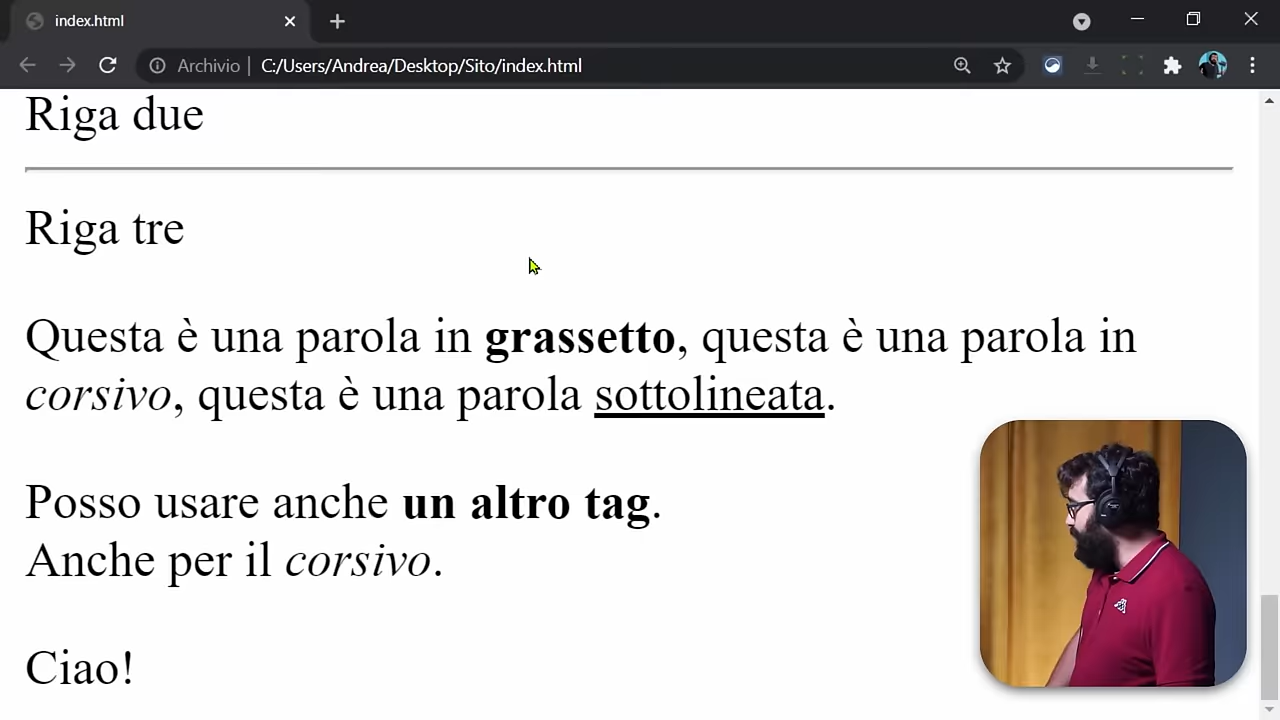 index.html
Archivio | C:/Users/Andrea/Desktop/Sito/index.html
Riga due
Riga tre
Questa è una parola in grassetto, questa è una parola in
corsivo, questa è una parola sottolineata.
Posso usare anche un altro tag.
Anche per il corsivo.
Ciao!